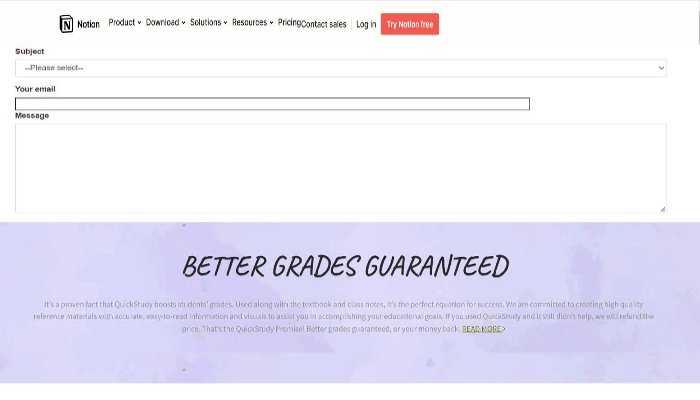 Notion Product Download Solutions Resources Pricing Contact sales Log in Try Notion free
Subject
--Please select--
Your email
Message
BETTER GRADES GUARANTEED
It's a proven fact that QuickStudy boosts students' grades. Used along with the textbook and class notes, it's the perfect equation for success. We are committed to creating high quality
reference materials with accurate, easy-to-read information and visuals to assist you in accomplishing your educational goals. If you used QuickStudy and it still didn't help, we will refund the
price. That's the QuickStudy Promise! Better grades guaranteed, or your money back. READ MORE>